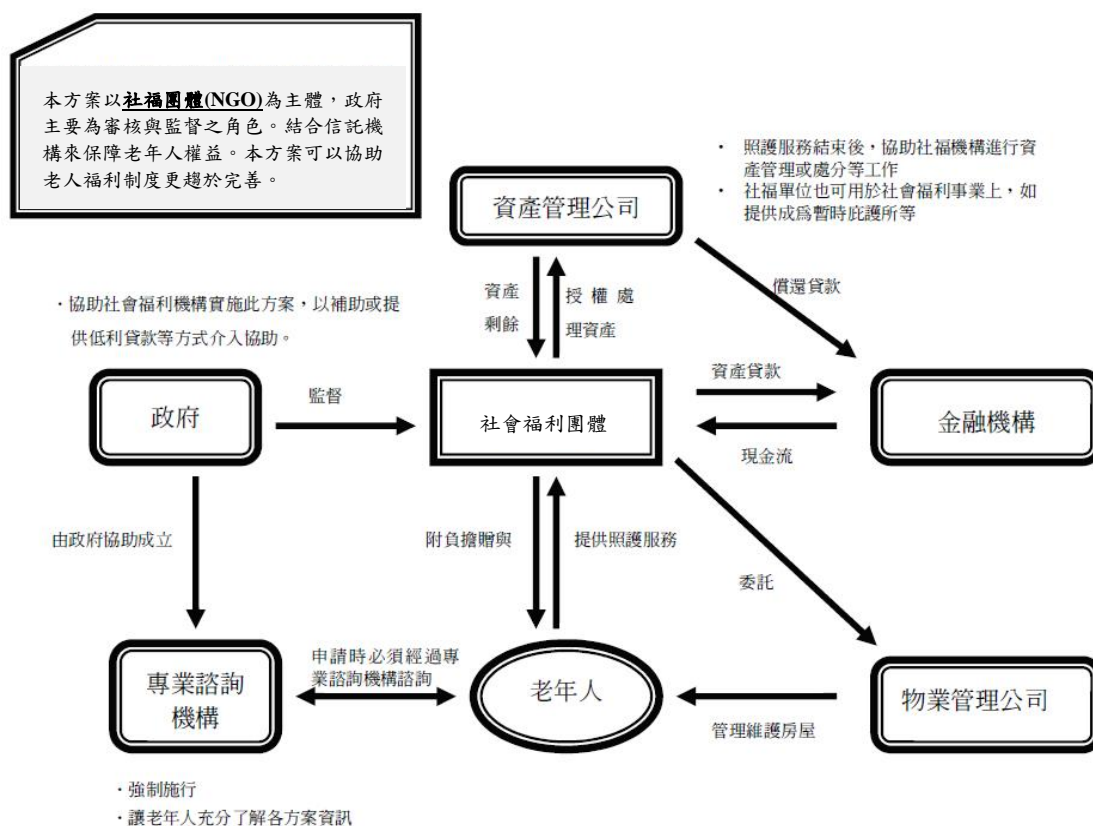 本方案以社福團體(NGO)為主體，政府
主要為審核與監督之角色。結合信託機
構來保障老年人權益。本方案可以協助
老人福利制度更趨於完善。
· 照護服務結束後，協助社福機構進行資
產管理或處分等工作
· 社福單位也可用於社會福利事業上，如
提供成為暫時庇護所等
資產管理公司
· 協助社會福利機構實施此方案，以補助或提
供低利貸款等方式介入協助。
資產
剩餘
授權處
理資產
償還貸款
政府
監督
社會福利團體
資產貸款
現金流
金融機構
由政府協助成立
附負擔贈與
提供照護服務
委託
專業諮詢
機構
申請時必須經過專
業諮詢機構諮詢
老年人
管理維護房屋
物業管理公司
· 強制施行
· 讓老年人充分了解各方案資訊